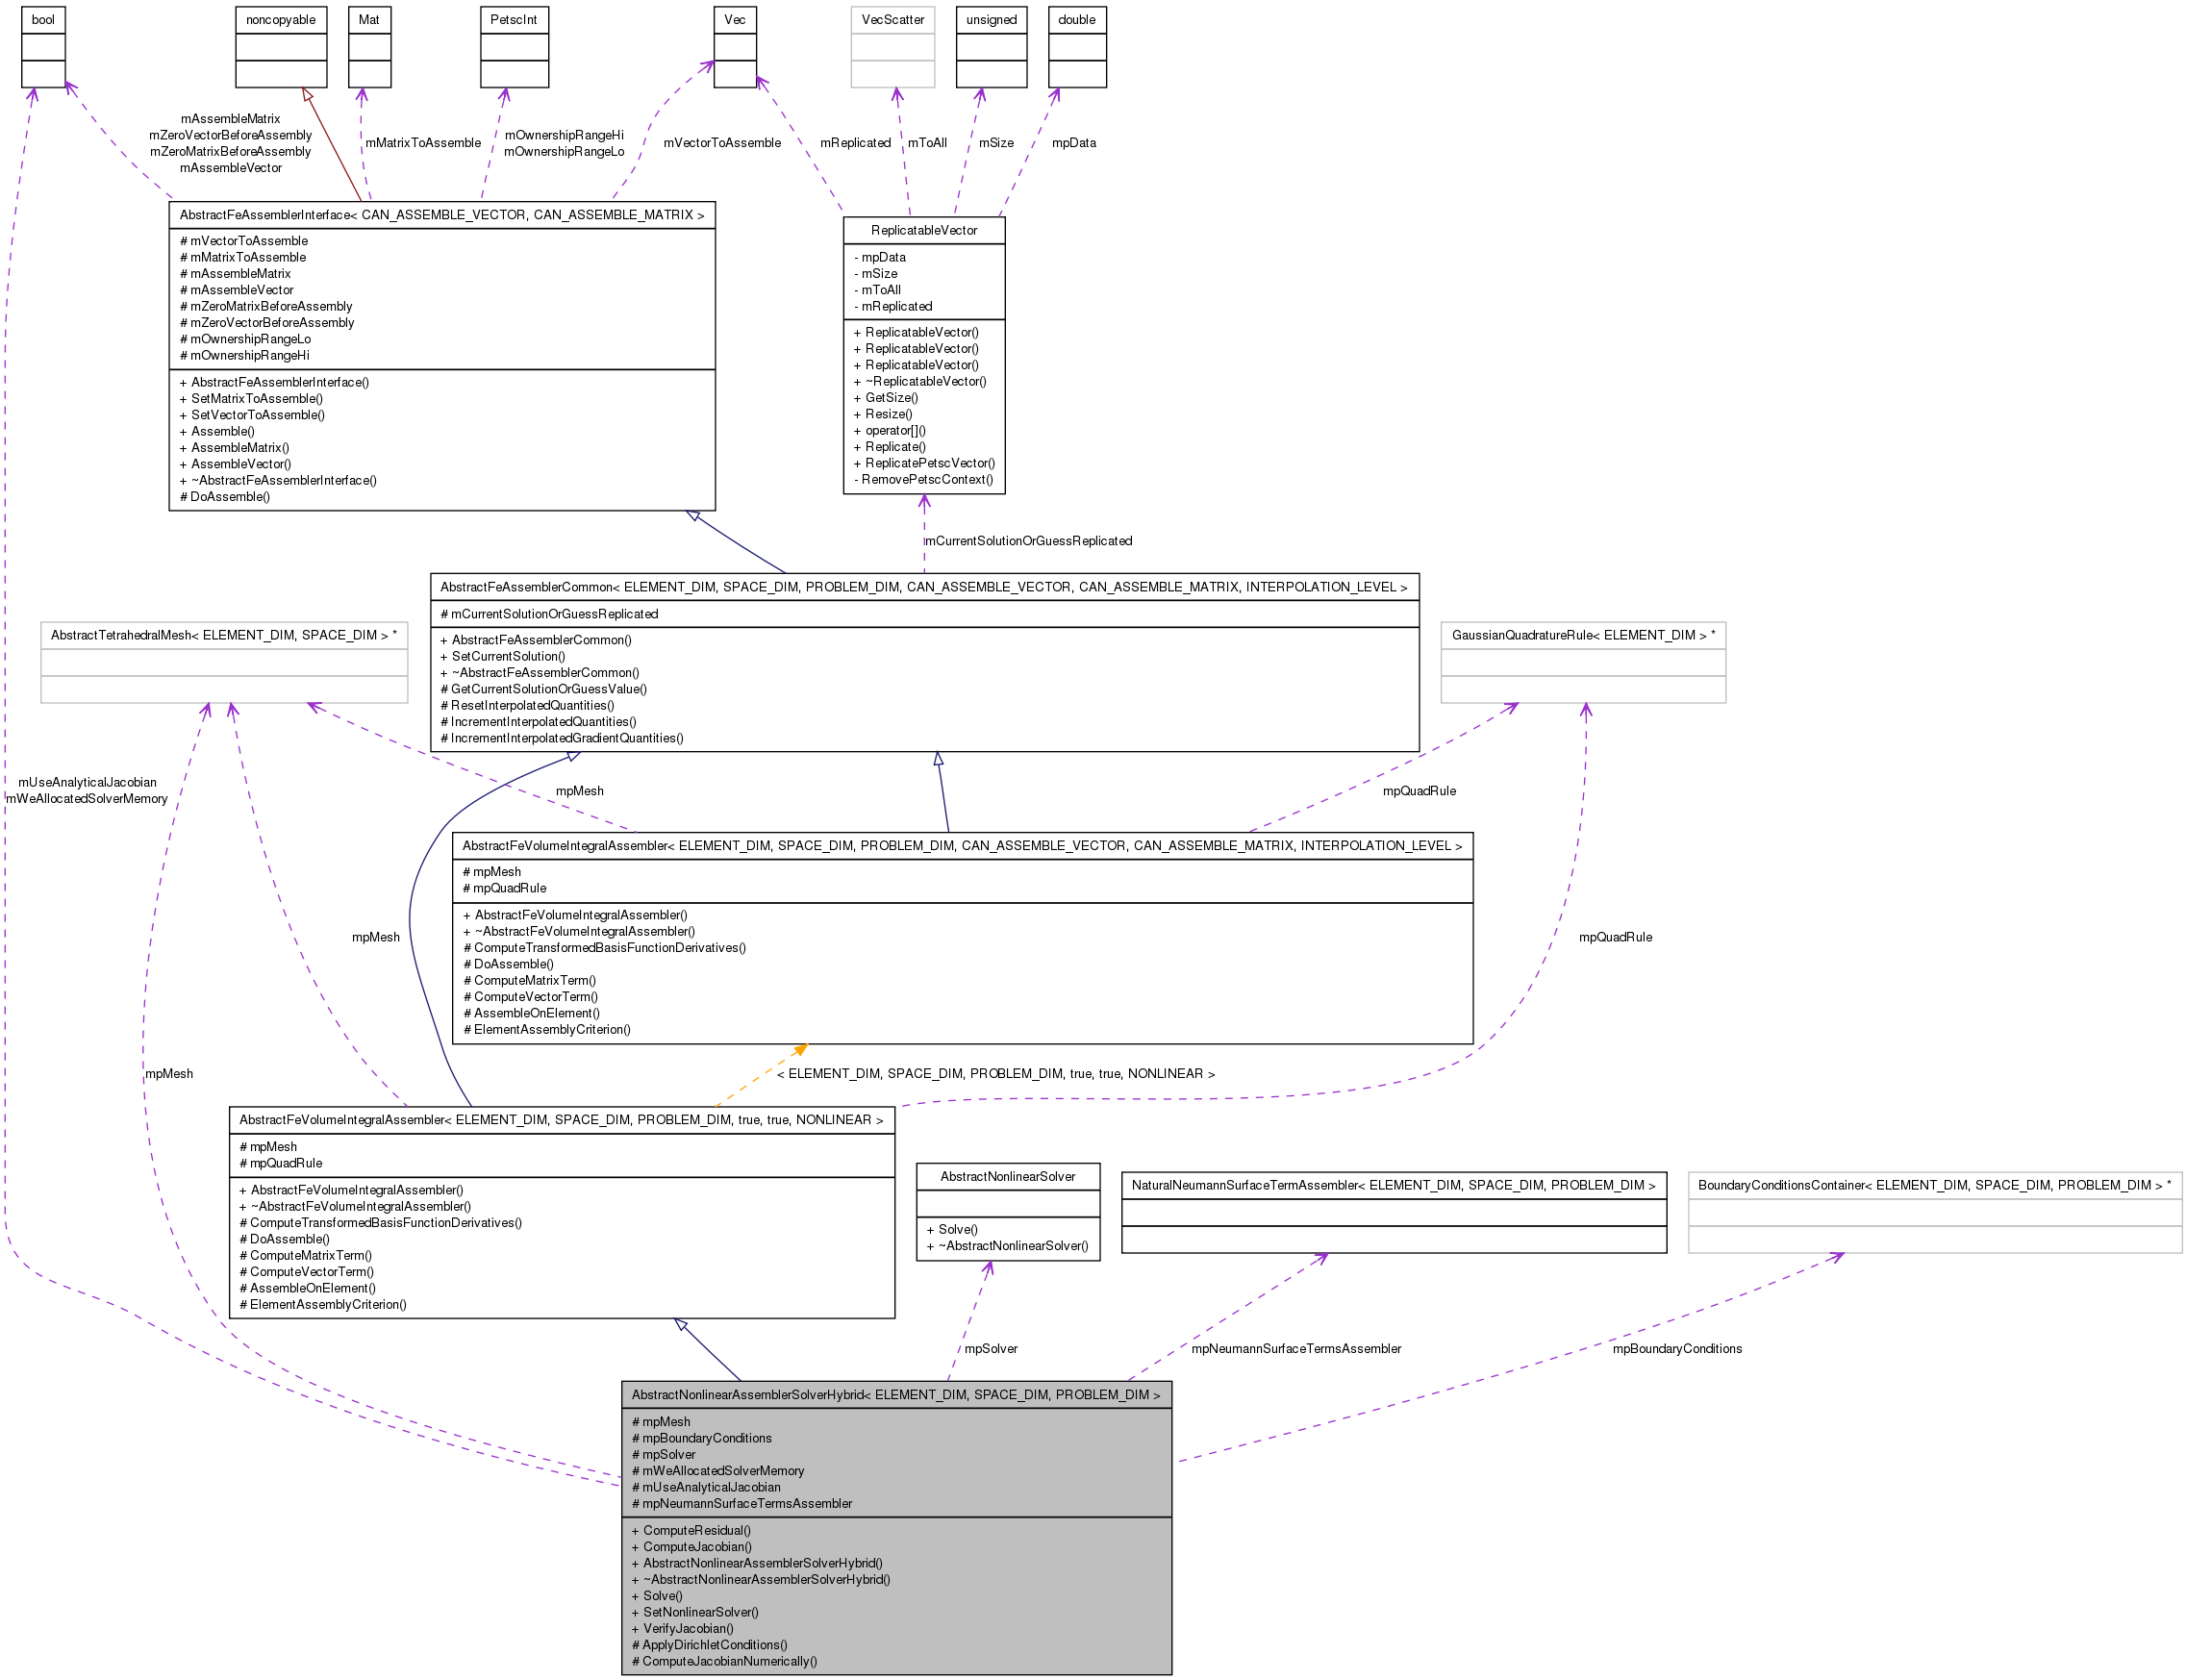 bool
noncopyable
Mat
PetscInt
Vec
VecScatter
unsigned
double
mAssembleMatrix
mZeroVectorBeforeAssembly
mZeroMatrixBeforeAssembly
mAssembleVector
mMatrixToAssemble
mOwnershipRangeHi
mOwnershipRangeLo
mVectorToAssemble
mReplicated
mToAll
mSize
mpData
AbstractFeAssemblerInterface< CAN_ASSEMBLE_VECTOR, CAN_ASSEMBLE_MATRIX >
# mVectorToAssemble
# mMatrixToAssemble
# mAssembleMatrix
# mAssembleVector
# mZeroMatrixBeforeAssembly
# mZeroVectorBeforeAssembly
# mOwnershipRangeLo
# mOwnershipRangeHi
+ AbstractFeAssemblerInterface()
+ SetMatrixToAssemble()
+ SetVectorToAssemble()
+ Assemble()
+ AssembleMatrix()
+ AssembleVector()
+ ~AbstractFeAssemblerInterface()
# DoAssemble()
ReplicatableVector
- mpData
- mSize
- mToAll
- mReplicated
+ ReplicatableVector()
+ ReplicatableVector()
+ ReplicatableVector()
+ ~ReplicatableVector()
+ GetSize()
+ Resize()
+ operator[]()
+ Replicate()
+ ReplicatePetscVector()
- RemovePetscContext()
mCurrentSolutionOrGuessReplicated
AbstractFeAssemblerCommon< ELEMENT_DIM, SPACE_DIM, PROBLEM_DIM, CAN_ASSEMBLE_VECTOR, CAN_ASSEMBLE_MATRIX, INTERPOLATION_LEVEL >
# mCurrentSolutionOrGuessReplicated
+ AbstractFeAssemblerCommon()
+ SetCurrentSolution()
+ ~AbstractFeAssemblerCommon()
# GetCurrentSolutionOrGuessValue()
# ResetInterpolatedQuantities()
# IncrementInterpolatedQuantities()
# IncrementInterpolatedGradientQuantities()
AbstractTetrahedralMesh< ELEMENT_DIM, SPACE_DIM > *
GaussianQuadratureRule< ELEMENT_DIM > *
mUseAnalyticalJacobian
mWeAllocatedSolverMemory
mpMesh
mpQuadRule
AbstractFeVolumeIntegralAssembler< ELEMENT_DIM, SPACE_DIM, PROBLEM_DIM, CAN_ASSEMBLE_VECTOR, CAN_ASSEMBLE_MATRIX, INTERPOLATION_LEVEL >
# mpMesh
# mpQuadRule
+ AbstractFeVolumeIntegralAssembler()
+ ~AbstractFeVolumeIntegralAssembler()
# ComputeTransformedBasisFunctionDerivatives()
# DoAssemble()
# ComputeMatrixTerm()
# ComputeVectorTerm()
# AssembleOnElement()
# ElementAssemblyCriterion()
mpMesh
mpQuadRule
mpMesh
< ELEMENT_DIM, SPACE_DIM, PROBLEM_DIM, true, true, NONLINEAR >
AbstractFeVolumeIntegralAssembler< ELEMENT_DIM, SPACE_DIM, PROBLEM_DIM, true, true, NONLINEAR >
# mpMesh
# mpQuadRule
+ AbstractFeVolumeIntegralAssembler()
+ ~AbstractFeVolumeIntegralAssembler()
# ComputeTransformedBasisFunctionDerivatives()
# DoAssemble()
# ComputeMatrixTerm()
# ComputeVectorTerm()
# AssembleOnElement()
# ElementAssemblyCriterion()
AbstractNonlinearSolver
+ Solve()
+ ~AbstractNonlinearSolver()
NaturalNeumannSurfaceTermAssembler< ELEMENT_DIM, SPACE_DIM, PROBLEM_DIM >
BoundaryConditionsContainer< ELEMENT_DIM, SPACE_DIM, PROBLEM_DIM > *
mpSolver
mpNeumannSurfaceTermsAssembler
mpBoundaryConditions
AbstractNonlinearAssemblerSolverHybrid< ELEMENT_DIM, SPACE_DIM, PROBLEM_DIM >
# mpMesh
# mpBoundaryConditions
# mpSolver
# mWeAllocatedSolverMemory
# mUseAnalyticalJacobian
# mpNeumannSurfaceTermsAssembler
+ ComputeResidual()
+ ComputeJacobian()
+ AbstractNonlinearAssemblerSolverHybrid()
+ ~AbstractNonlinearAssemblerSolverHybrid()
+ Solve()
+ SetNonlinearSolver()
+ VerifyJacobian()
# ApplyDirichletConditions()
# ComputeJacobianNumerically()